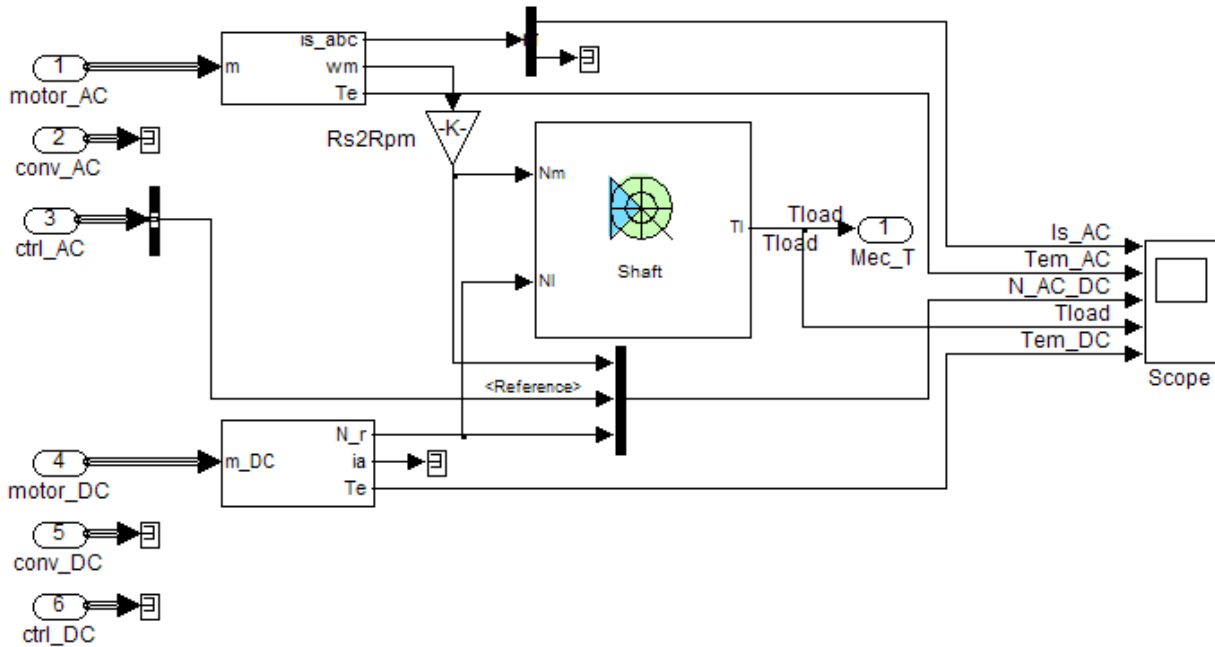 is_abc
1
m
wm
motor_AC
Te
-K-
2
Rs2Rpm
conv_AC
Nm
3
ctrl_AC
Tl
Tload
1
Tload
Mec_T
Is_AC
Shaft
Tem_AC
Nl
N_AC_DC
Tload
Tem_DC
Scope
<Reference>
N_r
4
m_DC
ia
motor_DC
Te
5
conv_DC
6
ctrl_DC